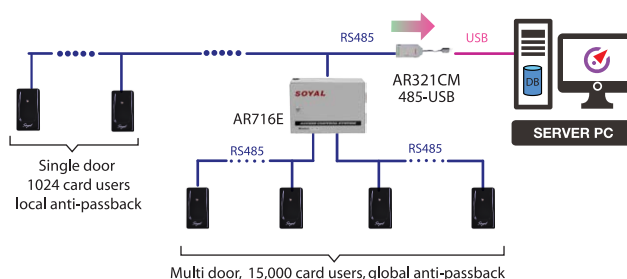 RS485
USB
AR321CM
485-USB
DB
SERVER PC
SOYAL
AR716E
RS485
RS485
Single door
1024 card users
local anti-passback
Multi door, 15,000 card users, global anti-passback